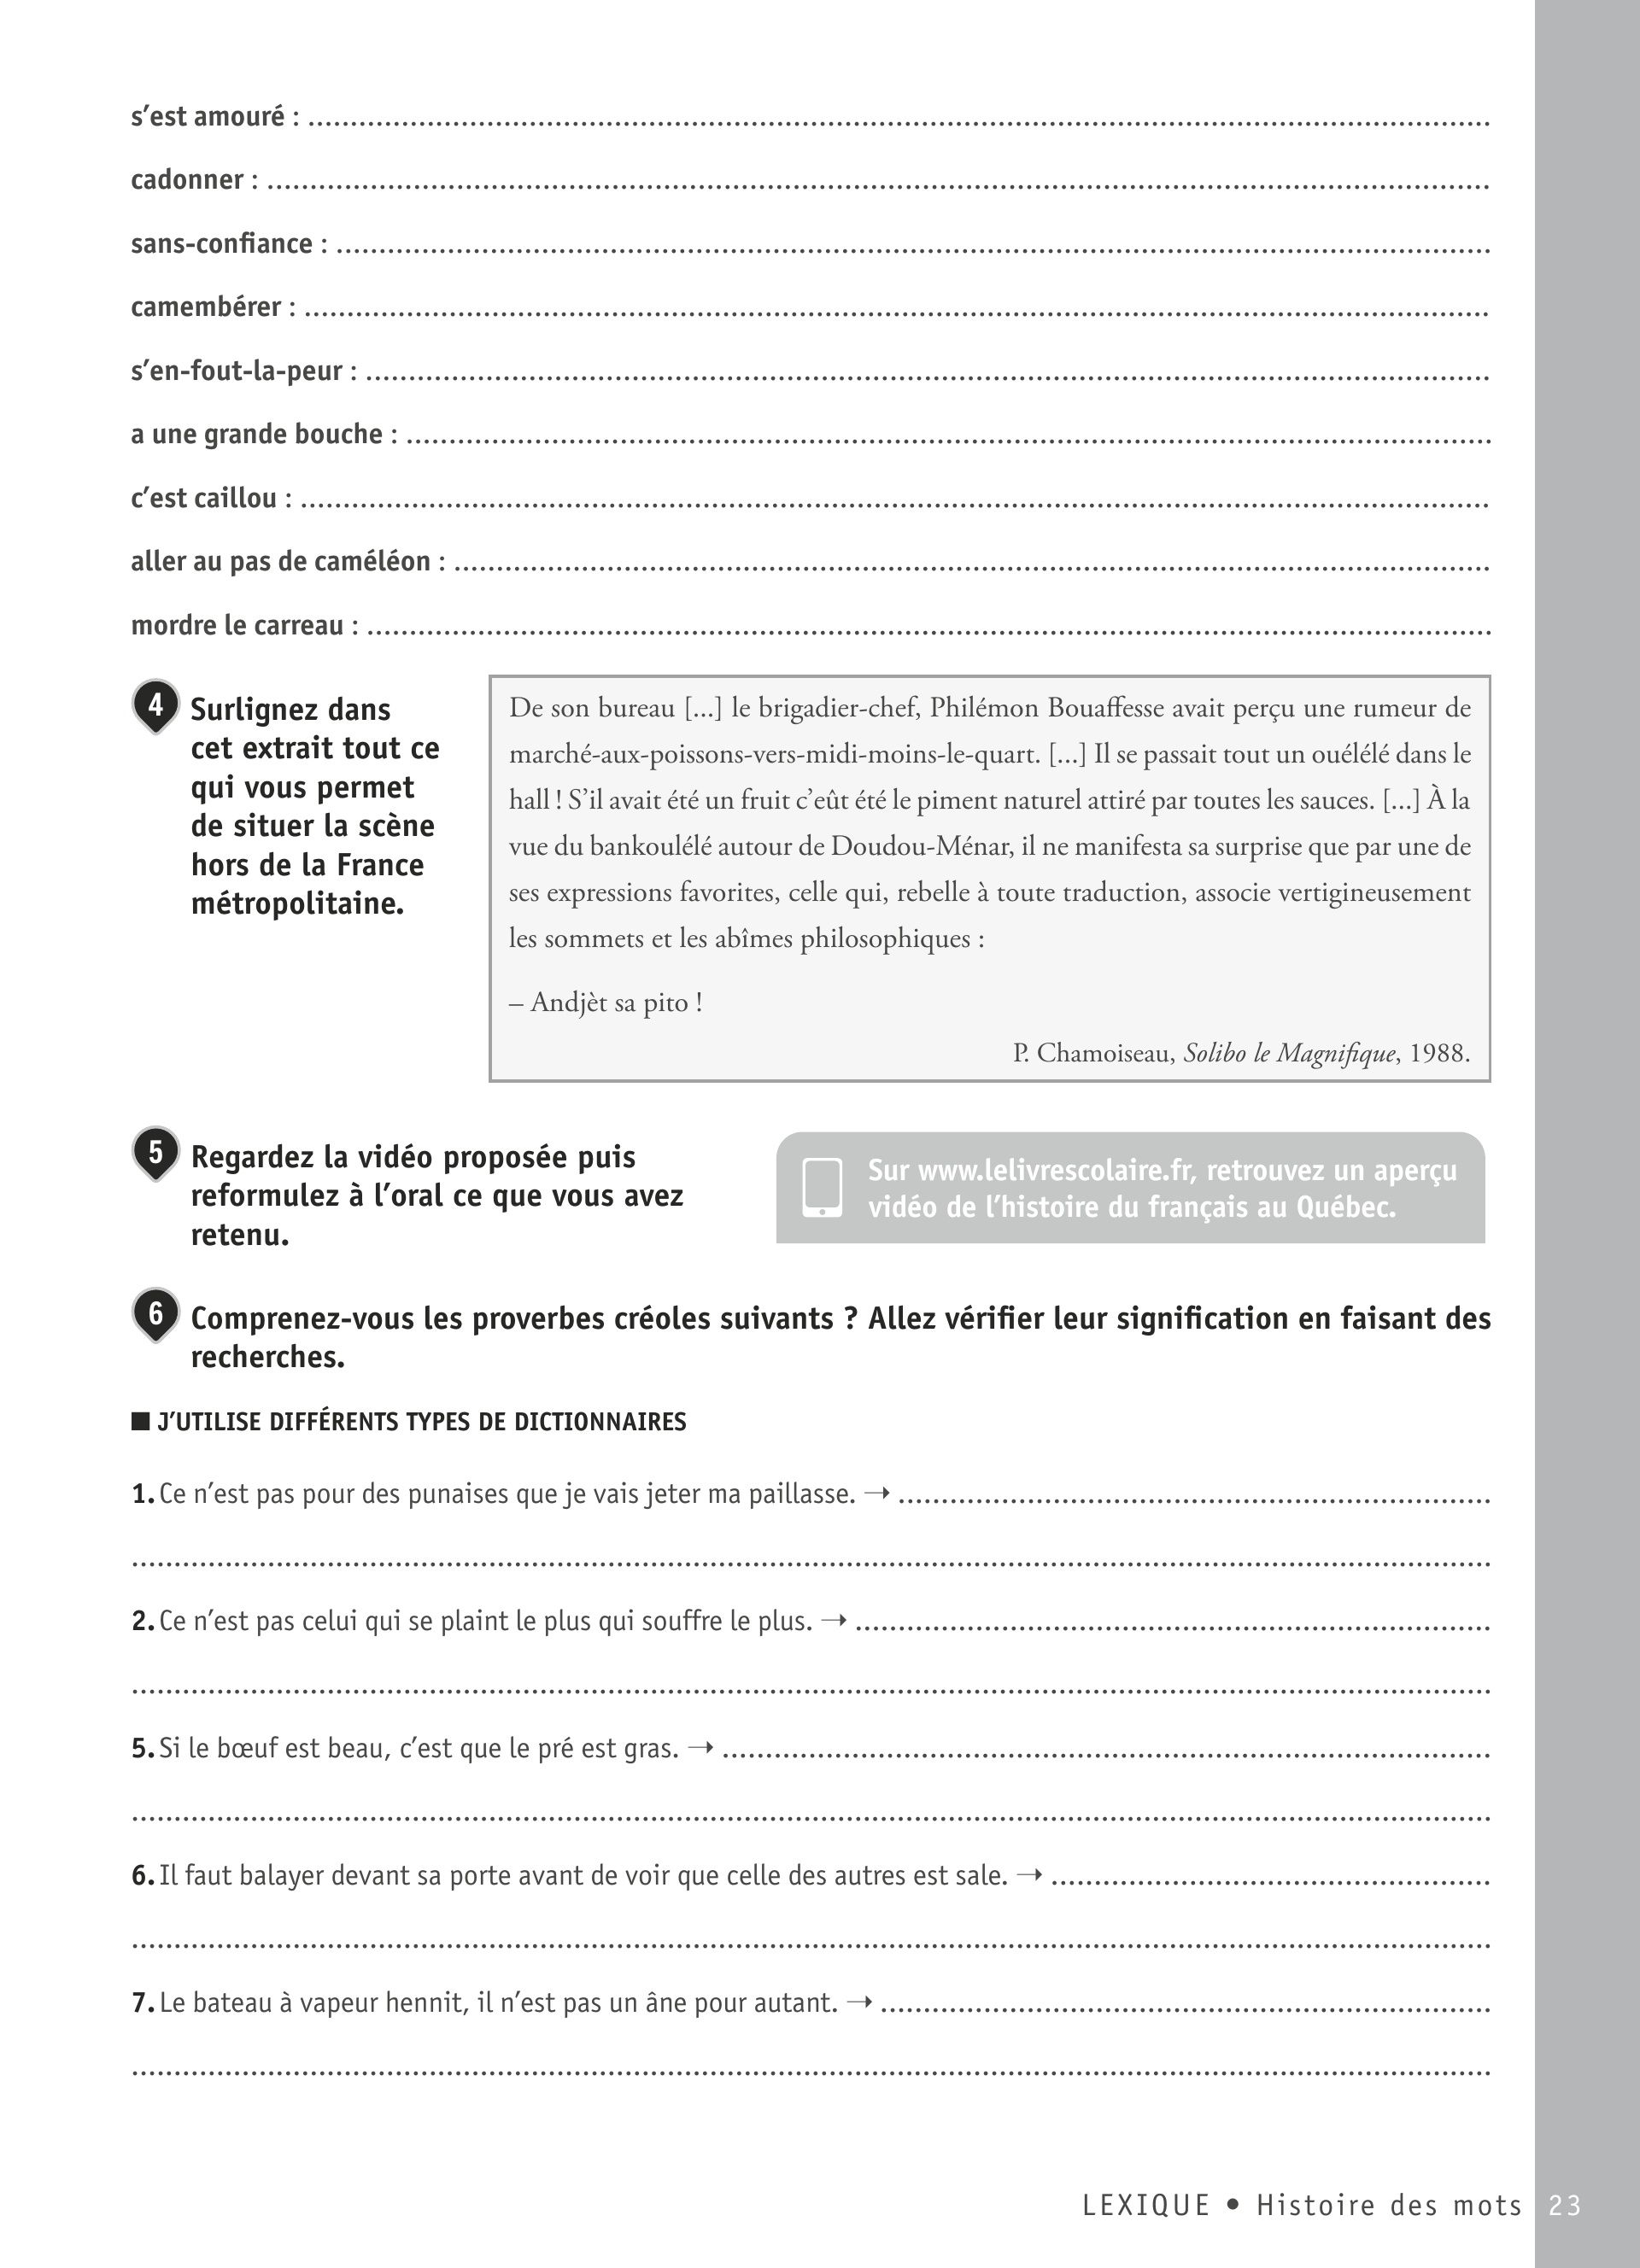 s’est amouré : ........................................
cadonner : ........................................
sans-confiance : ........................................
camembérer : ........................................
s’en-fout-la-peur : ........................................
a une grande bouche : ........................................
c’est caillou : ........................................
aller au pas de caméléon : ........................................
mordre le carreau : ........................................
4 Surlignez dans
cet extrait tout ce
qui vous permet
de situer la scène
hors de la France
métropolitaine.
De son bureau [...] le brigadier-chef, Philémon Bouaffesse avait perçu une rumeur de
marché-aux-poissons-vers-midi-moins-le-quart. [...] Il se passait tout un ouélélé dans le
hall ! S’il avait été un fruit c’eût été le piment naturel attiré par toutes les sauces. [...] À la
vue du bankoulélé autour de Doudou-Ménar, il ne manifesta sa surprise que par une de
ses expressions favorites, celle qui, rebelle à toute traduction, associe vertigineusement
les sommets et les abîmes philosophiques :
– Andjèt sa pito !
P. Chamoiseau, Solibo le Magnifique, 1988.
5 Regardez la vidéo proposée puis
reformulez à l’oral ce que vous avez
retenu.
Sur www.lelivrescolaire.fr, retrouvez un aperçu
vidéo de l’histoire du français au Québec.
6 Comprenez-vous les proverbes créoles suivants ? Allez vérifier leur signification en faisant des
recherches.
■ J’UTILISE DIFFÉRENTS TYPES DE DICTIONNAIRES
1. Ce n’est pas pour des punaises que je vais jeter ma paillasse. → ........................................
........................................
2. Ce n’est pas celui qui se plaint le plus qui souffre le plus. → ........................................
........................................
5. Si le bœuf est beau, c’est que le pré est gras. → ........................................
........................................
6. Il faut balayer devant sa porte avant de voir que celle des autres est sale. → ........................................
........................................
7. Le bateau à vapeur hennit, il n’est pas un âne pour autant. → ........................................
........................................
LEXIQUE • Histoire des mots 23